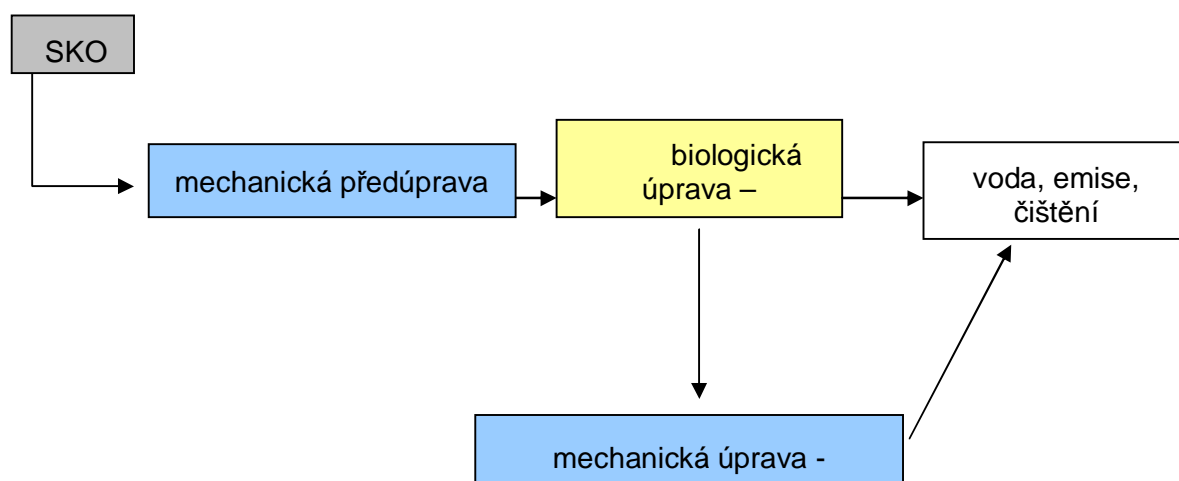 SKO
mechanická předúprava
biologická
úprava –
voda, emise,
čištění
mechanická úprava -